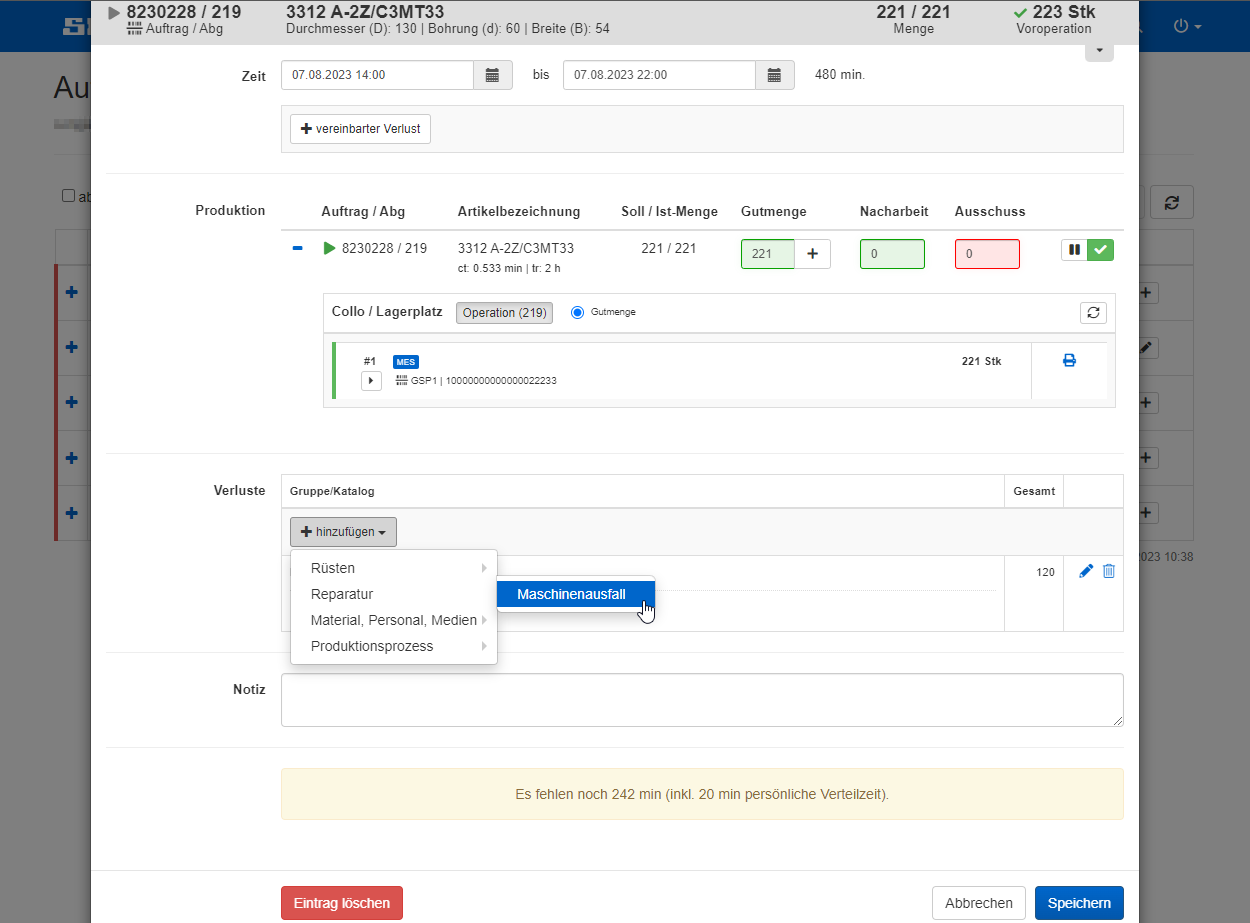 8230228 / 219 3312 A-2Z/C3MT33 221 / 221 223 Stk
Auftrag / Abg Durchmesser (D): 130 | Bohrung (d): 60 | Breite (B): 54 Menge Voroperation
Au
Zeit 07.08.2023 14:00 bis 07.08.2023 22:00 480 min.
vereinbarter Verlust
ab
Produktion Auftrag / Abg Artikelbezeichnung Soll / Ist-Menge Gutmenge Nacharbeit Ausschuss
8230228 / 219 3312 A-2Z/C3MT33 221 / 221 221 0 0
ct: 0.533 min | tr: 2 h
Collo / Lagerplatz Operation (219) Gutmenge
#1 MES 221 Stk
GSP1 | 10000000000000022233
Verluste Gruppe/Katalog Gesamt
hinzufügen
2023 10:38
Rüsten 120
Reparatur Maschinenausfall
Material, Personal, Medien
Produktionsprozess
Notiz
Es fehlen noch 242 min (inkl. 20 min persönliche Verteilzeit).
Eintrag löschen Abbrechen Speichern